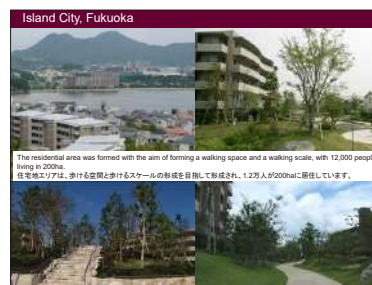 Island City, Fukuoka
The residential area was formed with the aim of forming a walking space and a walking scale, with 12,000 peopl
living in 200ha.
住宅地エリアは、歩ける空間と歩けるスケールの形成を目指して形成され、1.2万人が200haに居住しています。